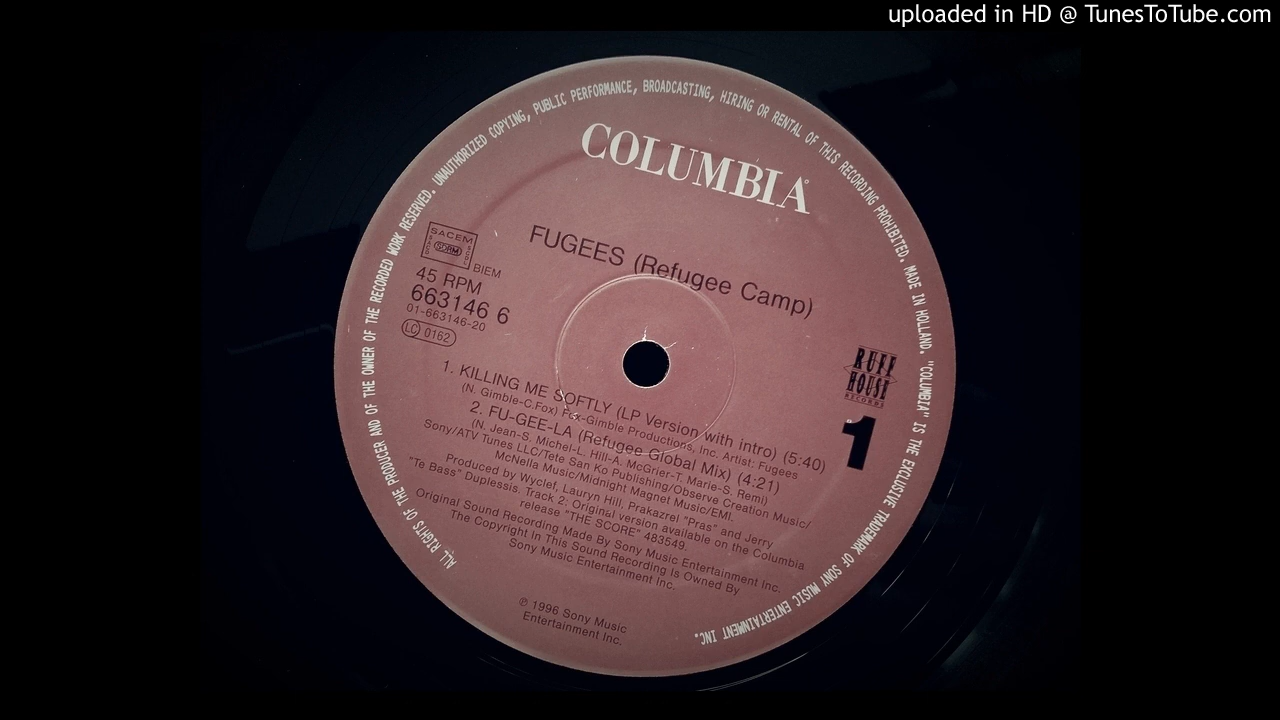 uploaded in HD @ TunesToTube.com
ALL RIGHTS OF THE PRODUCER AND OF THE OWNER OF THE RECORDED WORK RESERVED. UNAUTHORIZED COPYING, PUBLIC PERFORMANCE, BROADCASTING, HIRING OR RENTAL OF THIS RECORDING PROHIBITED. MADE IN HOLLAND. "COLUMBIA" IS THE EXCLUSIVE TRADEMARK OF SONY MUSIC ENTERTAINMENT INC.
COLUMBIA
FUGEES (Refugee Camp)
SACEM
BIEM
45 RPM
663146 6
01-663146-20
LC 0162
RUFF
HOUSE
RECORDS
1
1. KILLING ME SOFTLY (LP Version with intro) (5:40)
(N. Gimble-C.Fox) Fox-Gimble Productions, Inc. Artist: Fugees
2. FU-GEE-LA (Refugee Global Mix) (4:21)
(N. Jean-S. Michel-L. Hill-A. McGrier-T. Marie-S. Remi)
Sony/ATV Tunes LLC/Tete San Ko Publishing/Observe Creation Music/
McNella Music/Midnight Magnet Music/EMI.
Produced by Wyclef, Lauryn Hill, Prakazrel "Pras" and Jerry
"Te Bass" Duplessis. Track 2: Original version available on the Columbia
release "THE SCORE" 483549
Original Sound Recording Made By Sony Music Entertainment Inc.
The Copyright In This Sound Recording Is Owned By
Sony Music Entertainment Inc.
℗ 1996 Sony Music
Entertainment Inc.